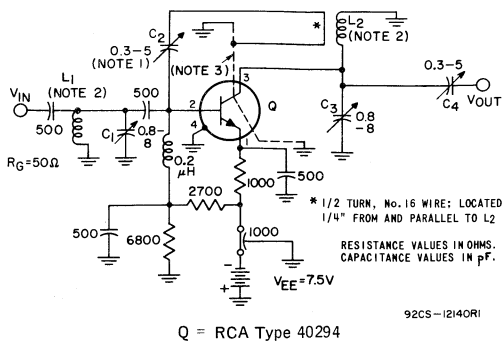 C2
0.3-5
(NOTE 1)
*
(NOTE 3)
L2
(NOTE 2)
3
0.3-5
VOUT
C4
VIN
L1
(NOTE 2)
500
500
2
Q
C3
0.8
-8
4
1
C1
0.8-
8
RG=50Ω
0.2
μH
1000
500
2700
* 1/2 TURN, No. 16 WIRE; LOCATED
1/4" FROM AND PARALLEL TO L2
500
6800
1000
RESISTANCE VALUES IN OHMS.
CAPACITANCE VALUES IN pF.
-
+
VEE=7.5V
92CS-12140R1
Q = RCA Type 40294